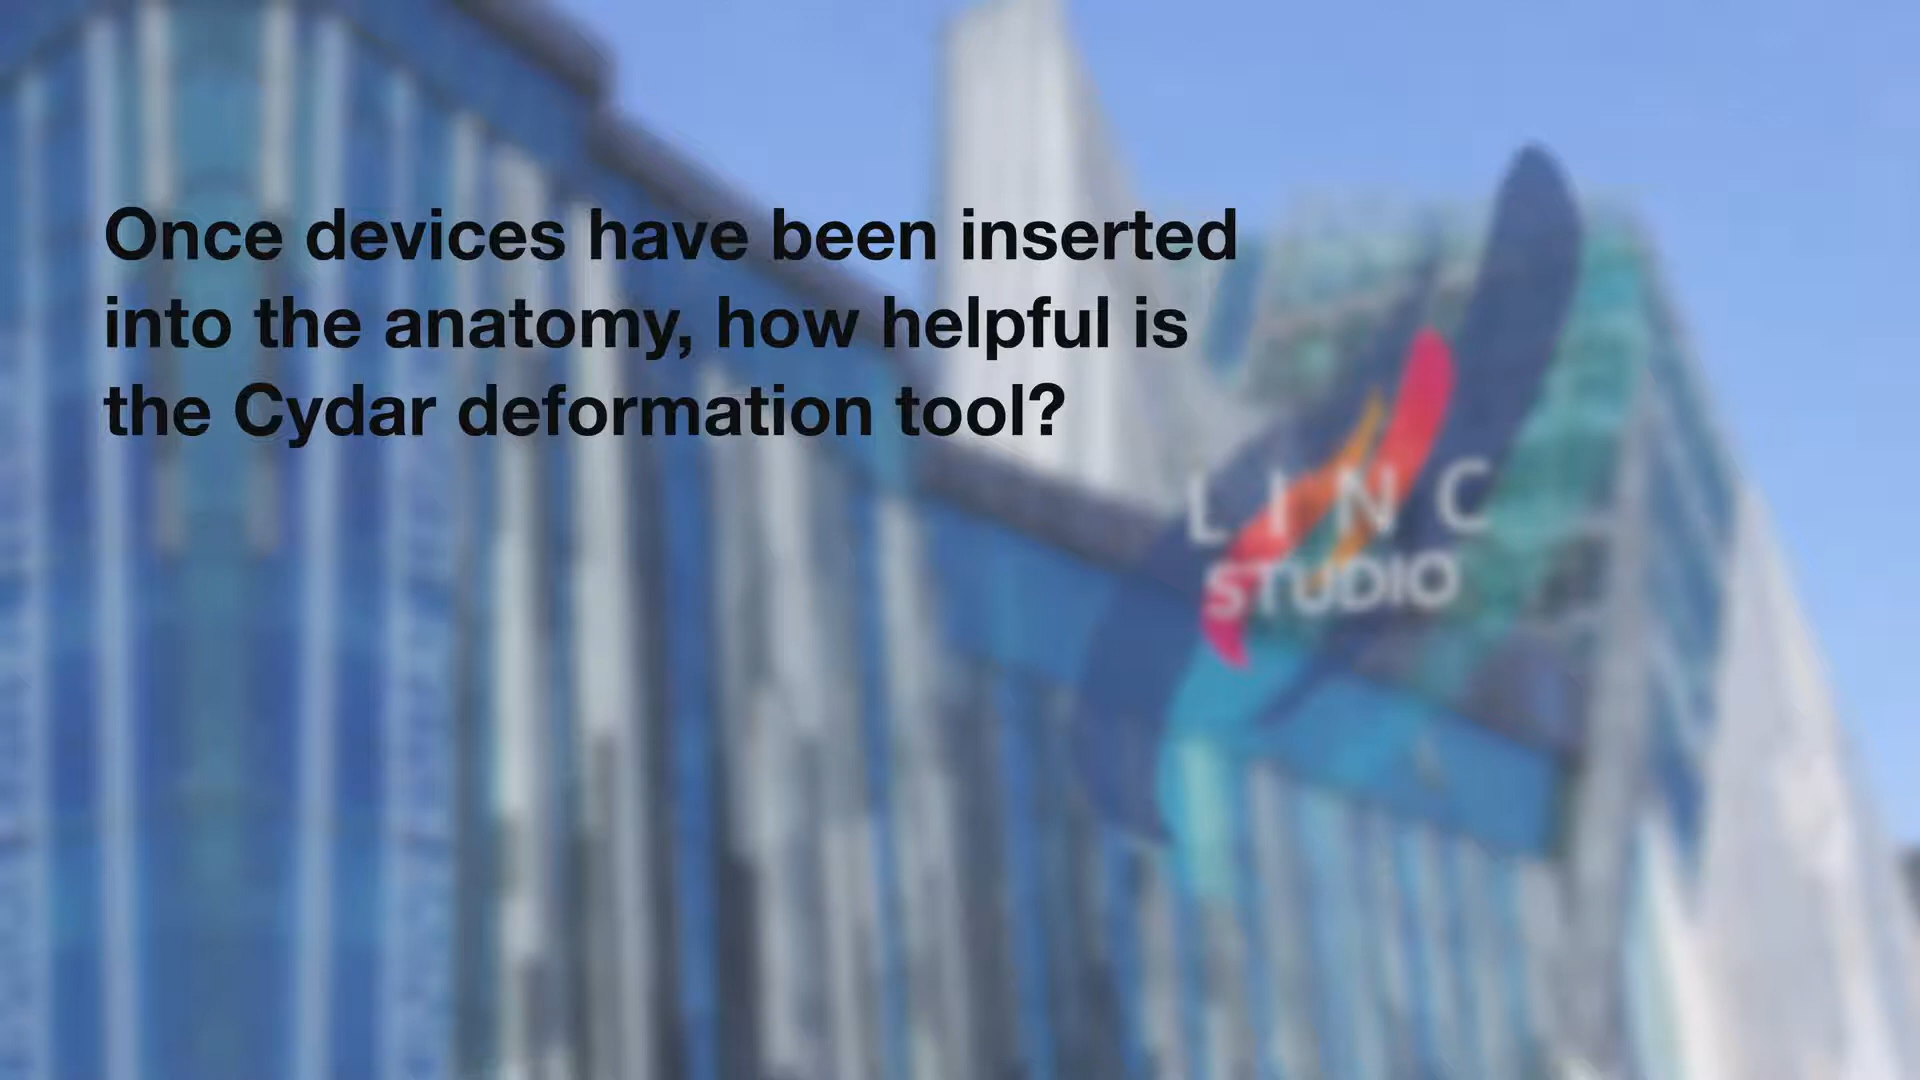 Once devices have been inserted
into the anatomy, how helpful is
the Cydar deformation tool?
LINC
STUDIO